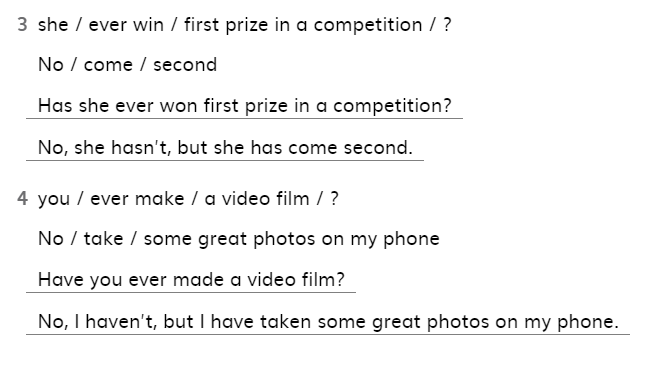 3 she / ever win / first prize in a competition / ?
No / come / second
Has she ever won first prize in a competition?
No, she hasn't, but she has come second.
4 you / ever make / a video film / ?
No / take / some great photos on my phone
Have you ever made a video film?
No, I haven't, but I have taken some great photos on my phone.